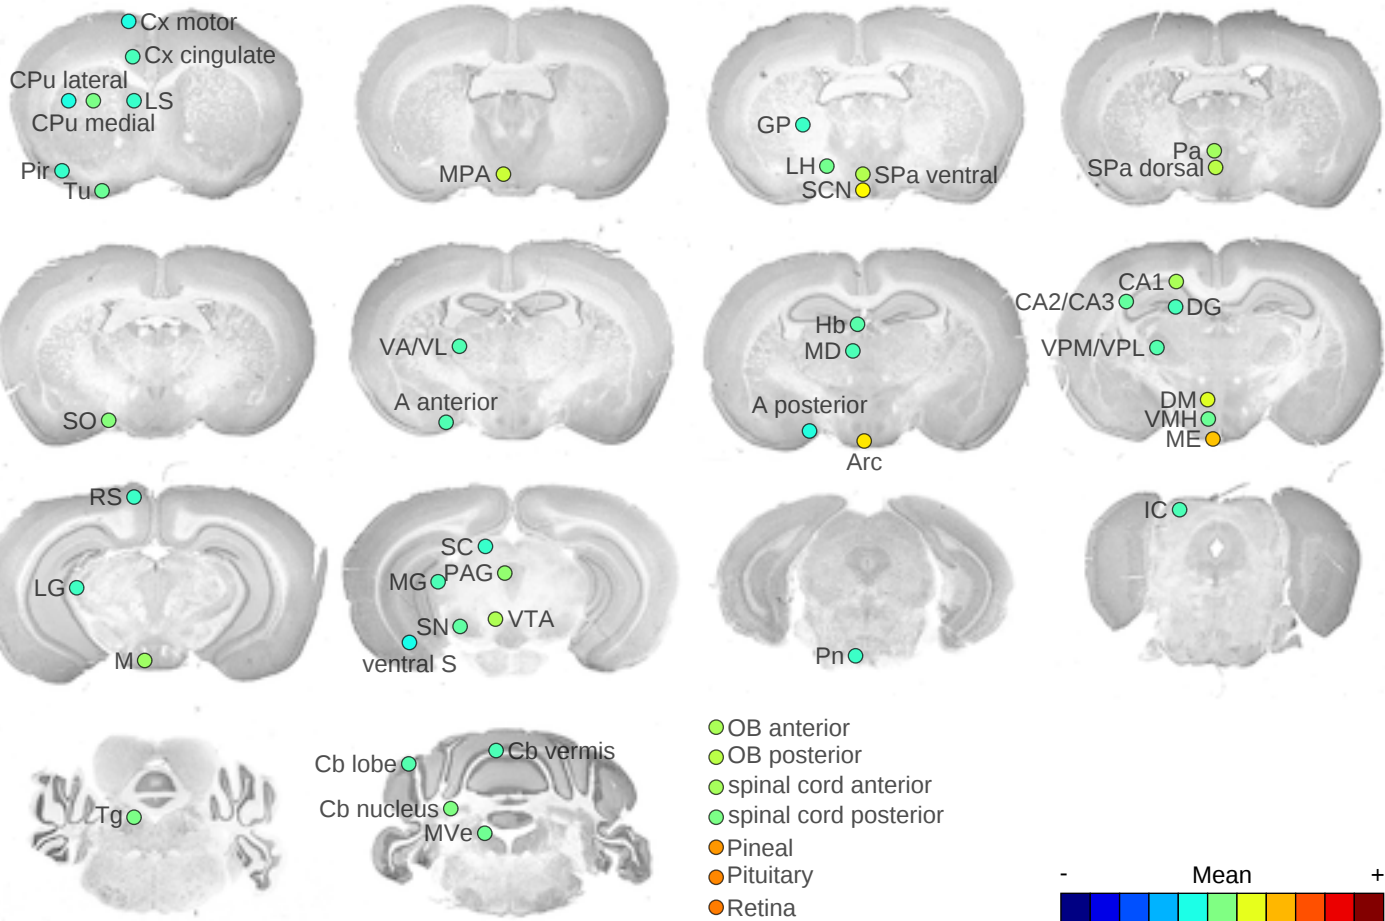 Cx motor
Cx cingulate
CPu lateral
LS
CPu medial
Pir
Tu
MPA
GP
LH
SPa ventral
SCN
Pa
SPa dorsal
SO
VA/VL
A anterior
Hb
MD
A posterior
Arc
CA1
CA2/CA3
DG
VPM/VPL
DM
VMH
ME
RS
LG
M
SC
PAG
MG
VTA
SN
ventral S
Pn
IC
Tg
Cb vermis
Cb lobe
Cb nucleus
MVe
OB anterior
OB posterior
spinal cord anterior
spinal cord posterior
Pineal
Pituitary
Retina
- Mean +